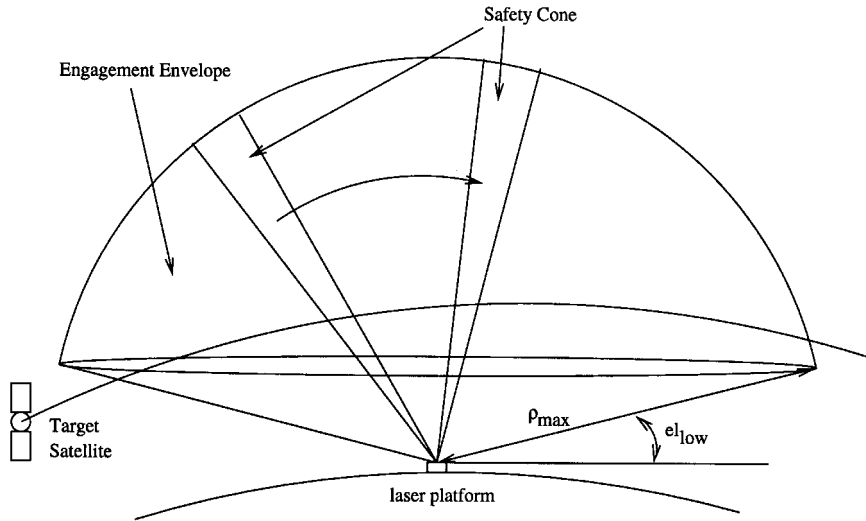 Safety Cone
Engagement Envelope
ρmax
ellow
Target
Satellite
laser platform